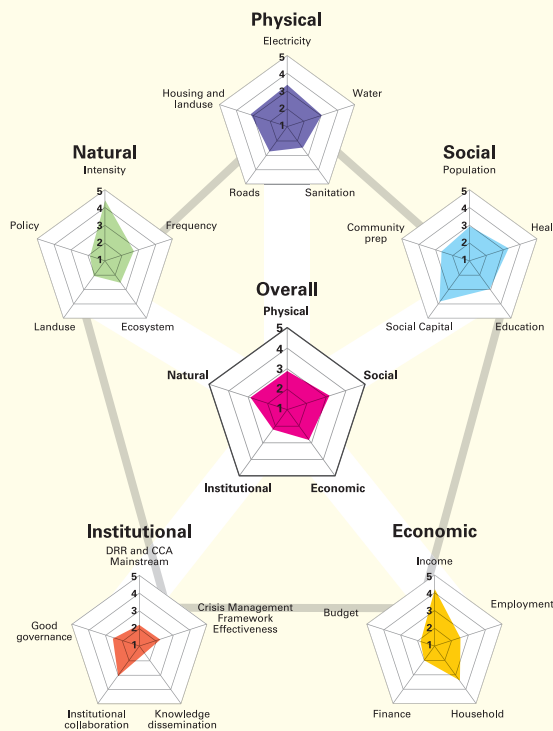 Physical
Electricity
5
4
3
2
1
Housing and
landuse
Water
Roads
Sanitation
Natural
Intensity
5
4
3
2
1
Policy
Frequency
Landuse
Ecosystem
Social
Population
5
4
3
2
1
Community
prep
Heal
Social Capital
Education
Overall
Physical
5
4
3
2
1
Natural
Social
Institutional
Economic
Institutional
DRR and CCA
Mainstream
5
4
3
2
1
Good
governance
Crisis Management
Framework
Effectiveness
Institutional
collaboration
Knowledge
dissemination
Economic
Income
5
4
3
2
1
Budget
Employment
Finance
Household